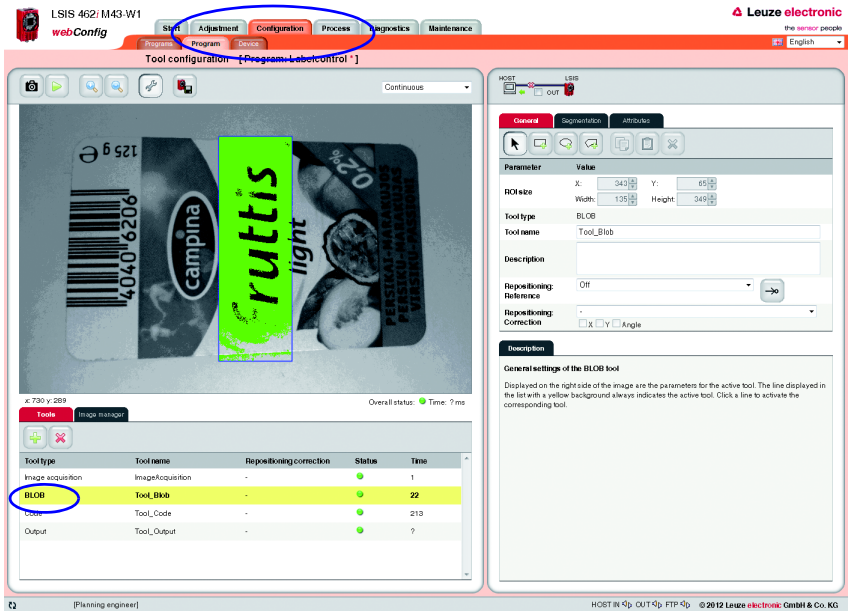 LSIS 462i M43-W1
Leuze electronic
webConfig
the sensor people
Start Adjustment Configuration Process Diagnostics Maintenance
Programs Program Device
English
Tool configuration [ Program: Labelcontrol * ]
Continuous
HOST LSIS
OUT
125 g e
4040 6206
campina
ruttis
light
0,2%
x: 730 y: 289
Overall status: Time: ? ms
Tools Image manager
Tool type Tool name Repositioning correction Status Time
Image acquisition ImageAcquisition - 1
BLOB Tool_Blob - 22
Code Tool_Code - 213
Output Tool_Output - ?
General Segmentation Attributes
Parameter Value
ROI size X: 343 Y: 65
Width: 135 Height: 349
Tool type BLOB
Tool name Tool_Blob
Description
Repositioning: Reference Off
Repositioning: Correction -
X Y Angle
Description
General settings of the BLOB tool
Displayed on the right side of the image are the parameters for the active tool. The line displayed in
the list with a yellow background always indicates the active tool. Click a line to activate the
corresponding tool.
[Planning engineer]
HOST IN OUT FTP © 2012 Leuze electronic GmbH & Co. KG